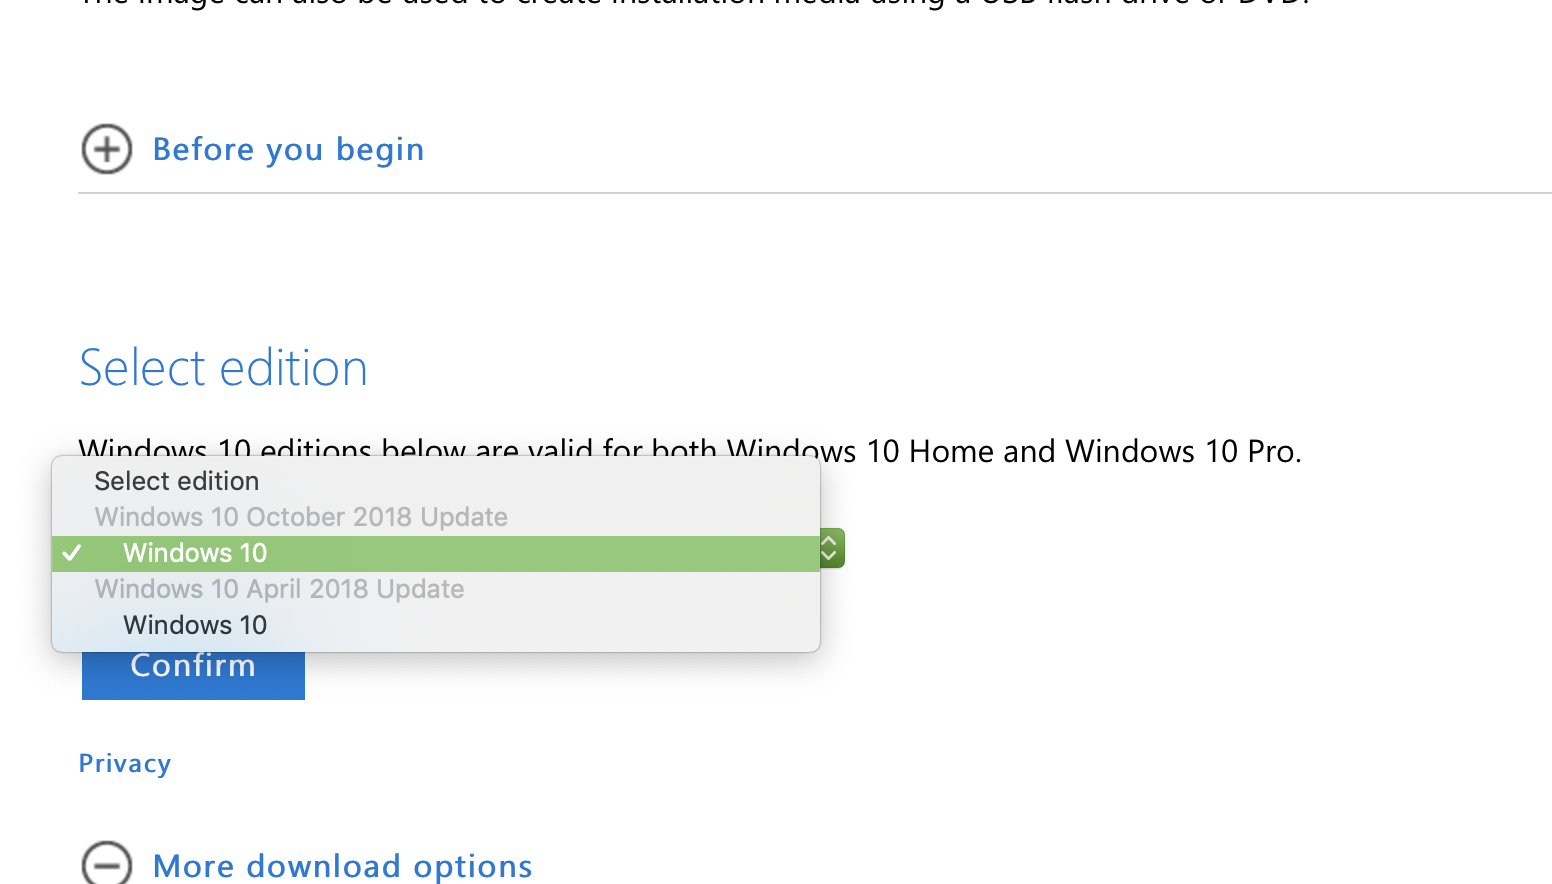 The image can also be used to create installation media using a USB flash drive or DVD.
Before you begin
Select edition
Windows 10 editions below are valid for both Windows 10 Home and Windows 10 Pro.
Select edition
Windows 10 October 2018 Update
Windows 10
Windows 10 April 2018 Update
Windows 10
Confirm
Privacy
More download options